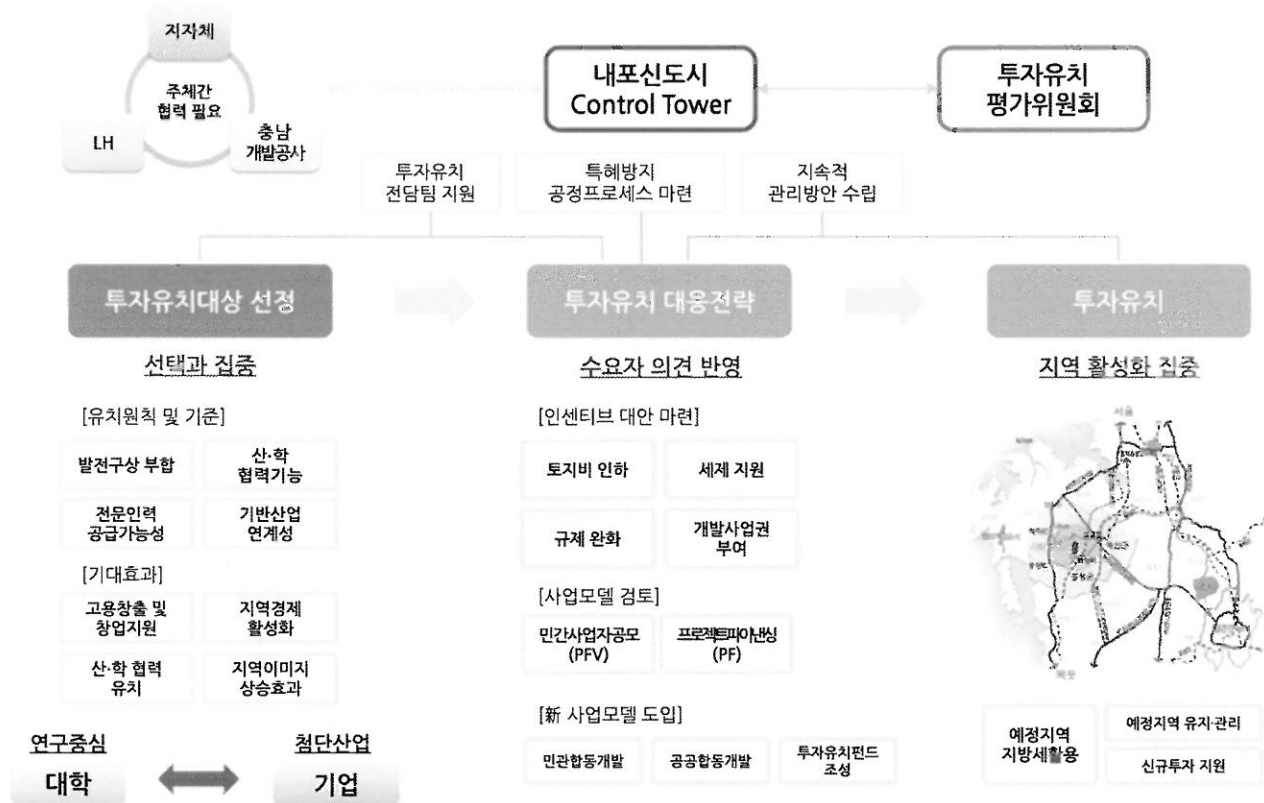 지자체
주체간
협력 필요
LH
충남
개발공사
내포신도시
Control Tower
투자유치
평가위원회
투자유치
전담팀 지원
특혜방지
공정프로세스 마련
지속적
관리방안 수립
투자유치대상 선정
투자유치 대응전략
투자유치
선택과 집중
[유치원칙 및 기준]
발전구상 부합
산·학
협력기능
전문인력
공급가능성
기반산업
연계성
[기대효과]
고용창출 및
창업지원
지역경제
활성화
산·학 협력
유치
지역이미지
상승효과
연구중심
대학
첨단산업
기업
수요자 의견 반영
[인센티브 대안 마련]
토지비 인하
세제 지원
규제 완화
개발사업권
부여
[사업모델 검토]
민간사업자공모
(PFV)
프로젝트파이낸싱
(PF)
[新 사업모델 도입]
민관합동개발
공공합동개발
투자유치펀드
조성
지역 활성화 집중
서울
예정지역
지방세활용
예정지역 유지·관리
신규투자 지원